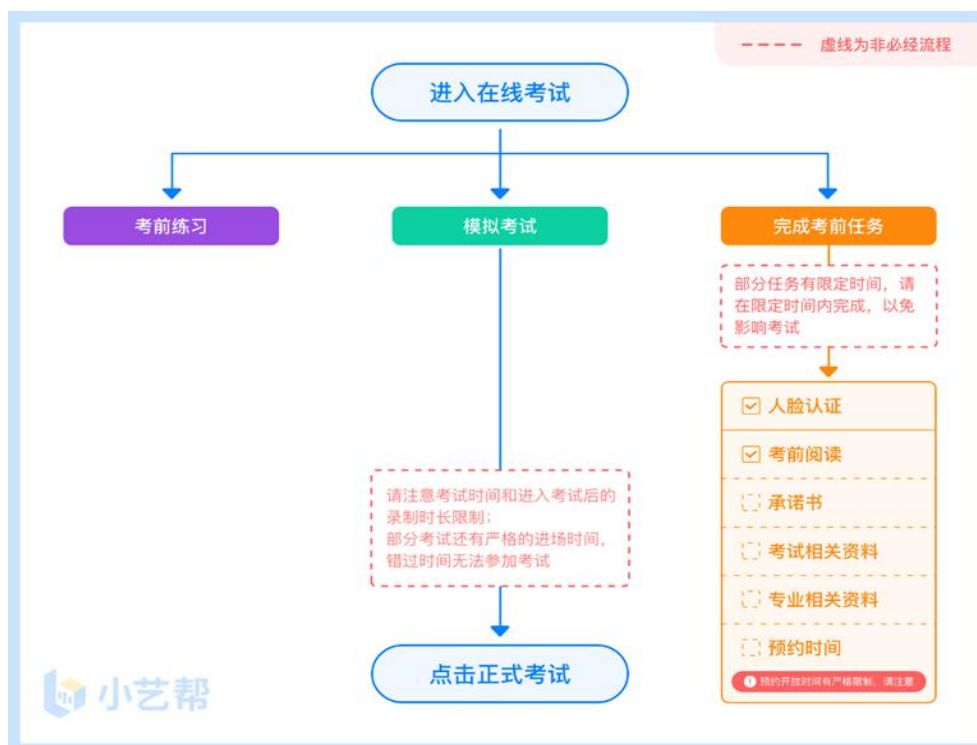 虚线为非必经流程
进入在线考试
考前练习
模拟考试
完成考前任务
部分任务有限定时间，请
在限定时间内完成，以免
影响考试
人脸认证
考前阅读
承诺书
考试相关资料
专业相关资料
预约时间
预约开放时间有严格限制，请注意
请注意考试时间和进入考试后的
录制时长限制；
部分考试还有严格的进场时间，
错过时间无法参加考试
点击正式考试
小艺帮